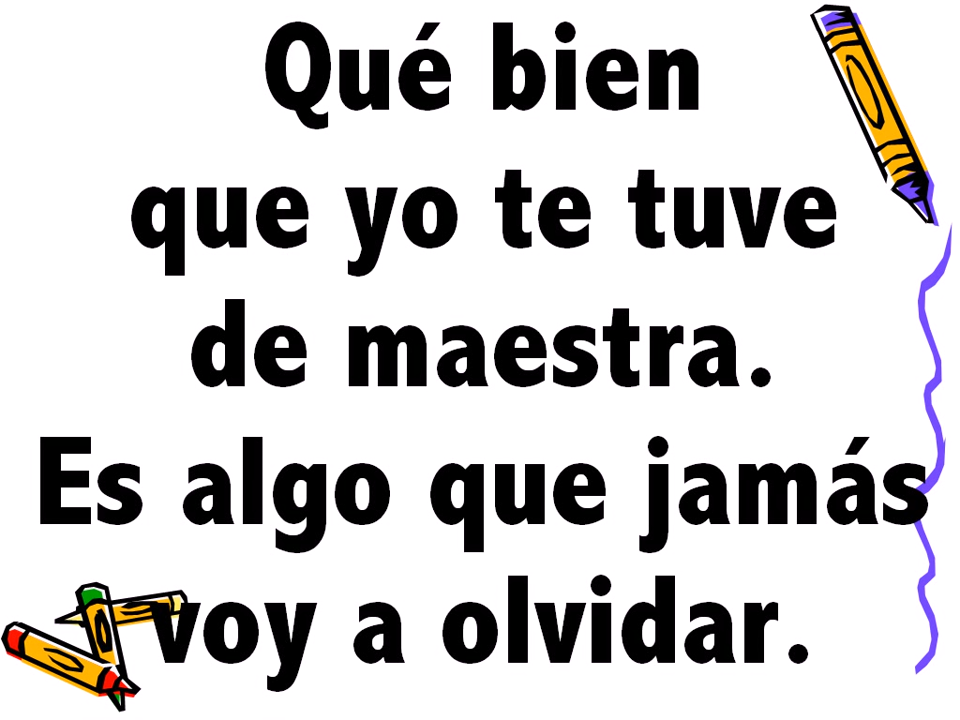 Qué bien
que yo te tuve
de maestra.
Es algo que jamás
voy a olvidar.